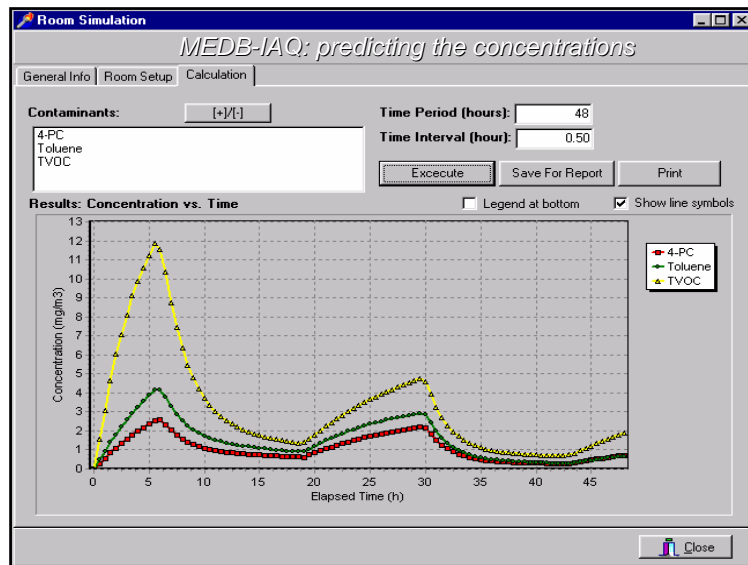 Room Simulation
MEDB-IAQ: predicting the concentrations
General Info Room Setup Calculation
Contaminants: [+]/[-]
4-PC
Toluene
TVOC
Time Period (hours): 48
Time Interval (hour): 0.50
Excecute Save For Report Print
Results: Concentration vs. Time
Legend at bottom Show line symbols
13
12
11
10
9
8
7
6
5
4
3
2
1
0
Concentration (mg/m3)
4-PC
Toluene
TVOC
0 5 10 15 20 25 30 35 40 45
Elapsed Time (h)
Close